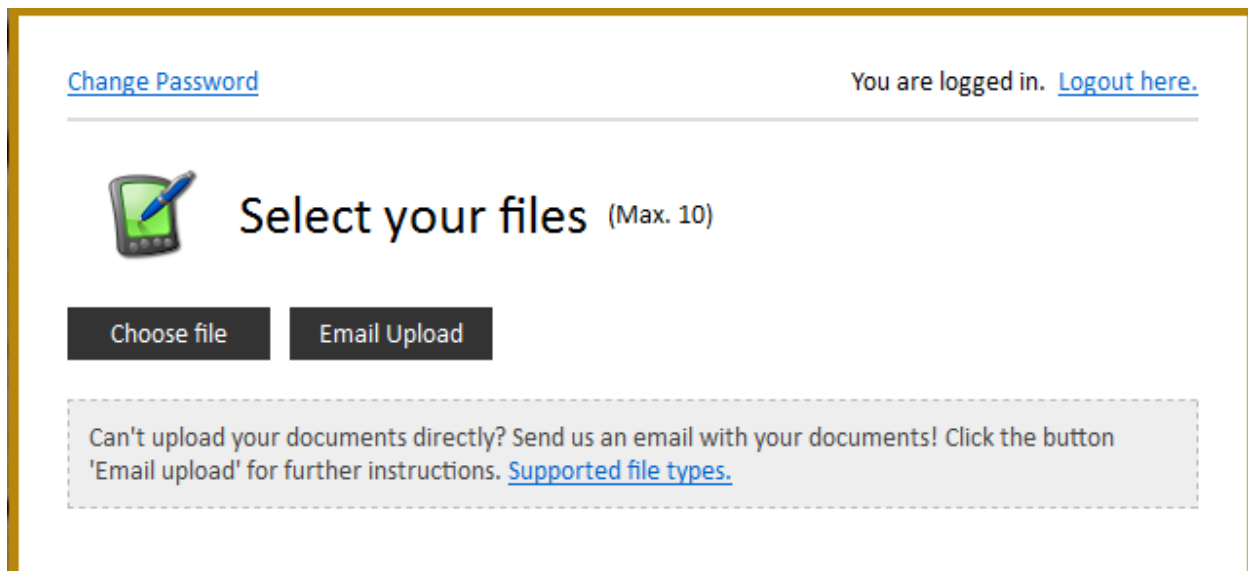 Change Password
You are logged in. Logout here.
Select your files (Max. 10)
Choose file
Email Upload
Can't upload your documents directly? Send us an email with your documents! Click the button
'Email upload' for further instructions. Supported file types.